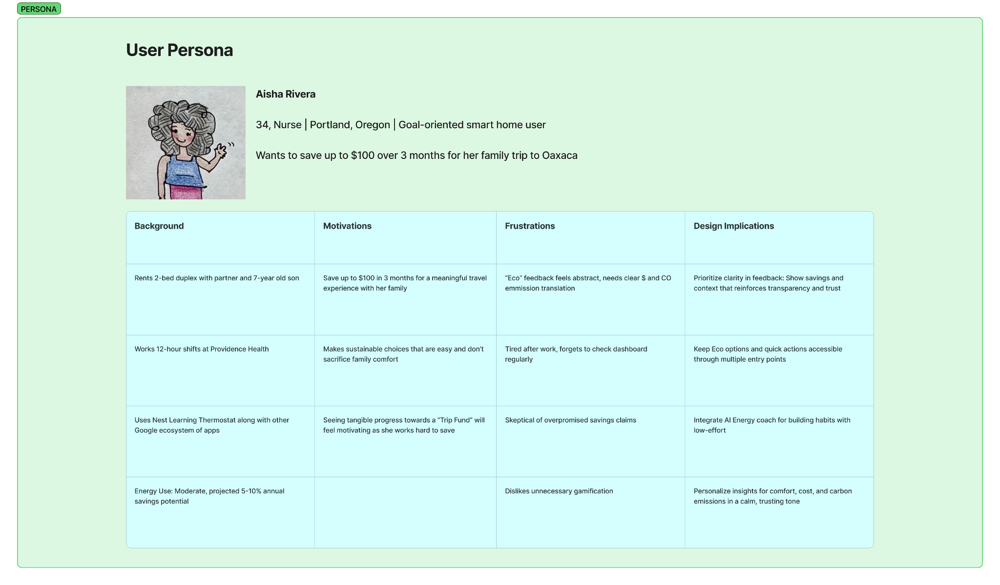 PERSONA
User Persona
Aisha Rivera
34, Nurse | Portland, Oregon | Goal-oriented smart home user
Wants to save up to $100 over 3 months for her family trip to Oaxaca
Background
Motivations
Frustrations
Design Implications
Rents 2-bed duplex with partner and 7-year old son
Save up to $100 in 3 months for a meaningful travel
experience with her family
“Eco” feedback feels abstract, needs clear $ and CO
emmission translation
Prioritize clarity in feedback: Show savings and
context that reinforces transparency and trust
Works 12-hour shifts at Providence Health
Makes sustainable choices that are easy and don’t
sacrifice family comfort
Tired after work, forgets to check dashboard
regularly
Keep Eco options and quick actions accessible
through multiple entry points
Uses Nest Learning Thermostat along with other
Google ecosystem of apps
Seeing tangible progress towards a “Trip Fund” will
feel motivating as she works hard to save
Skeptical of overpromised savings claims
Integrate AI Energy coach for building habits with
low-effort
Energy Use: Moderate, projected 5-10% annual
savings potential
Dislikes unnecessary gamification
Personalize insights for comfort, cost, and carbon
emissions in a calm, trusting tone